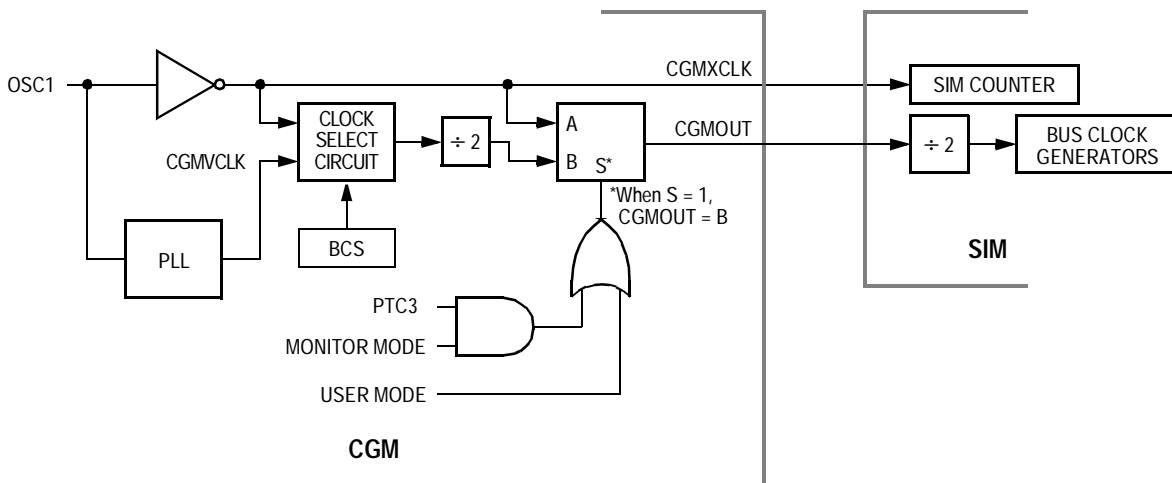 OSC1
CGMXCLK
SIM COUNTER
CLOCK
SELECT
CIRCUIT
CGMVCLK
÷ 2
A
B
S*
CGMOUT
÷ 2
BUS CLOCK
GENERATORS
*When S = 1,
CGMOUT = B
BCS
PLL
SIM
PTC3
MONITOR MODE
USER MODE
CGM